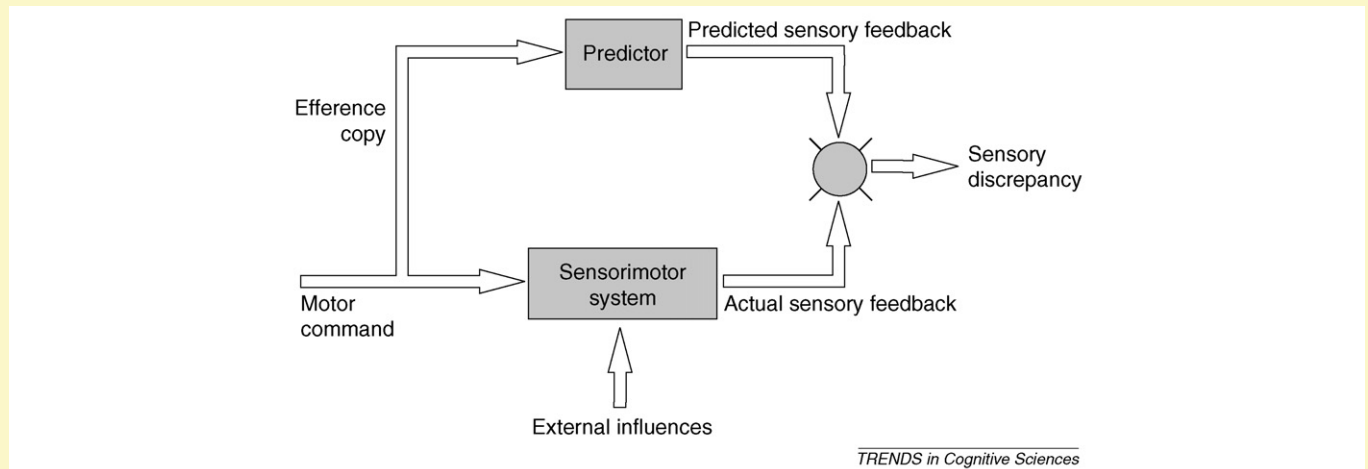 Predicted sensory feedback
Predictor
Efference
copy
Sensory
discrepancy
Sensorimotor
system
Motor
command
Actual sensory feedback
External influences
TRENDS in Cognitive Sciences